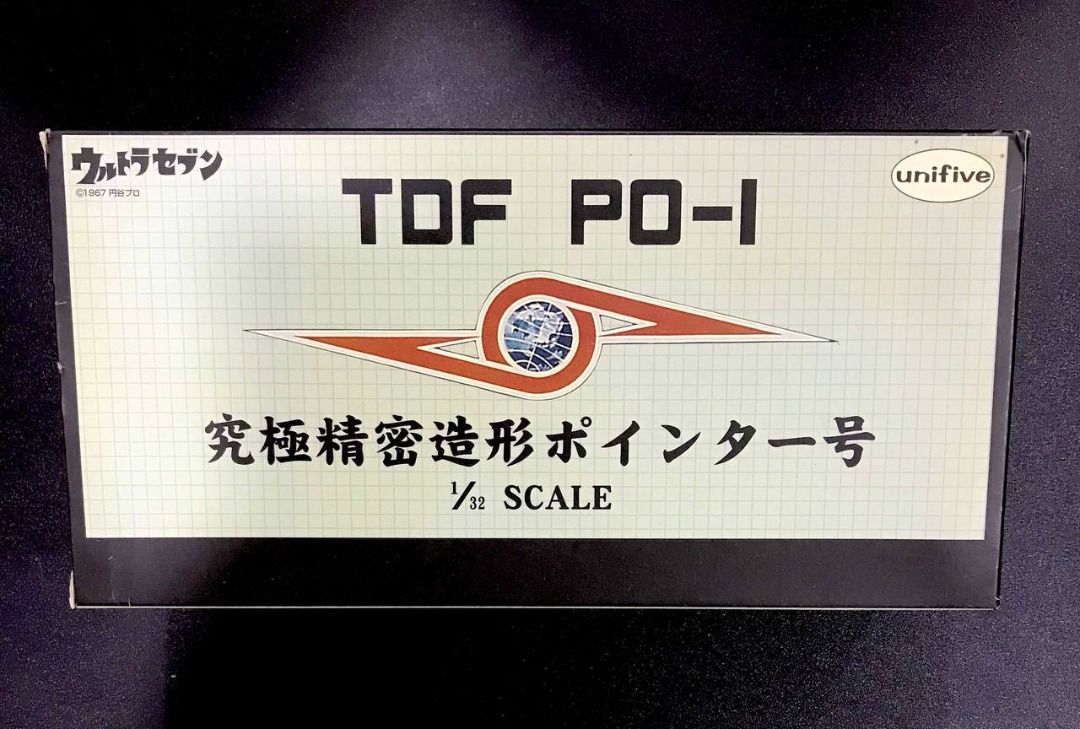 ウルトラセブン
©1967 円谷プロ
unifive
TDF PO-1
究極精密造形ポインター号
1/32 SCALE